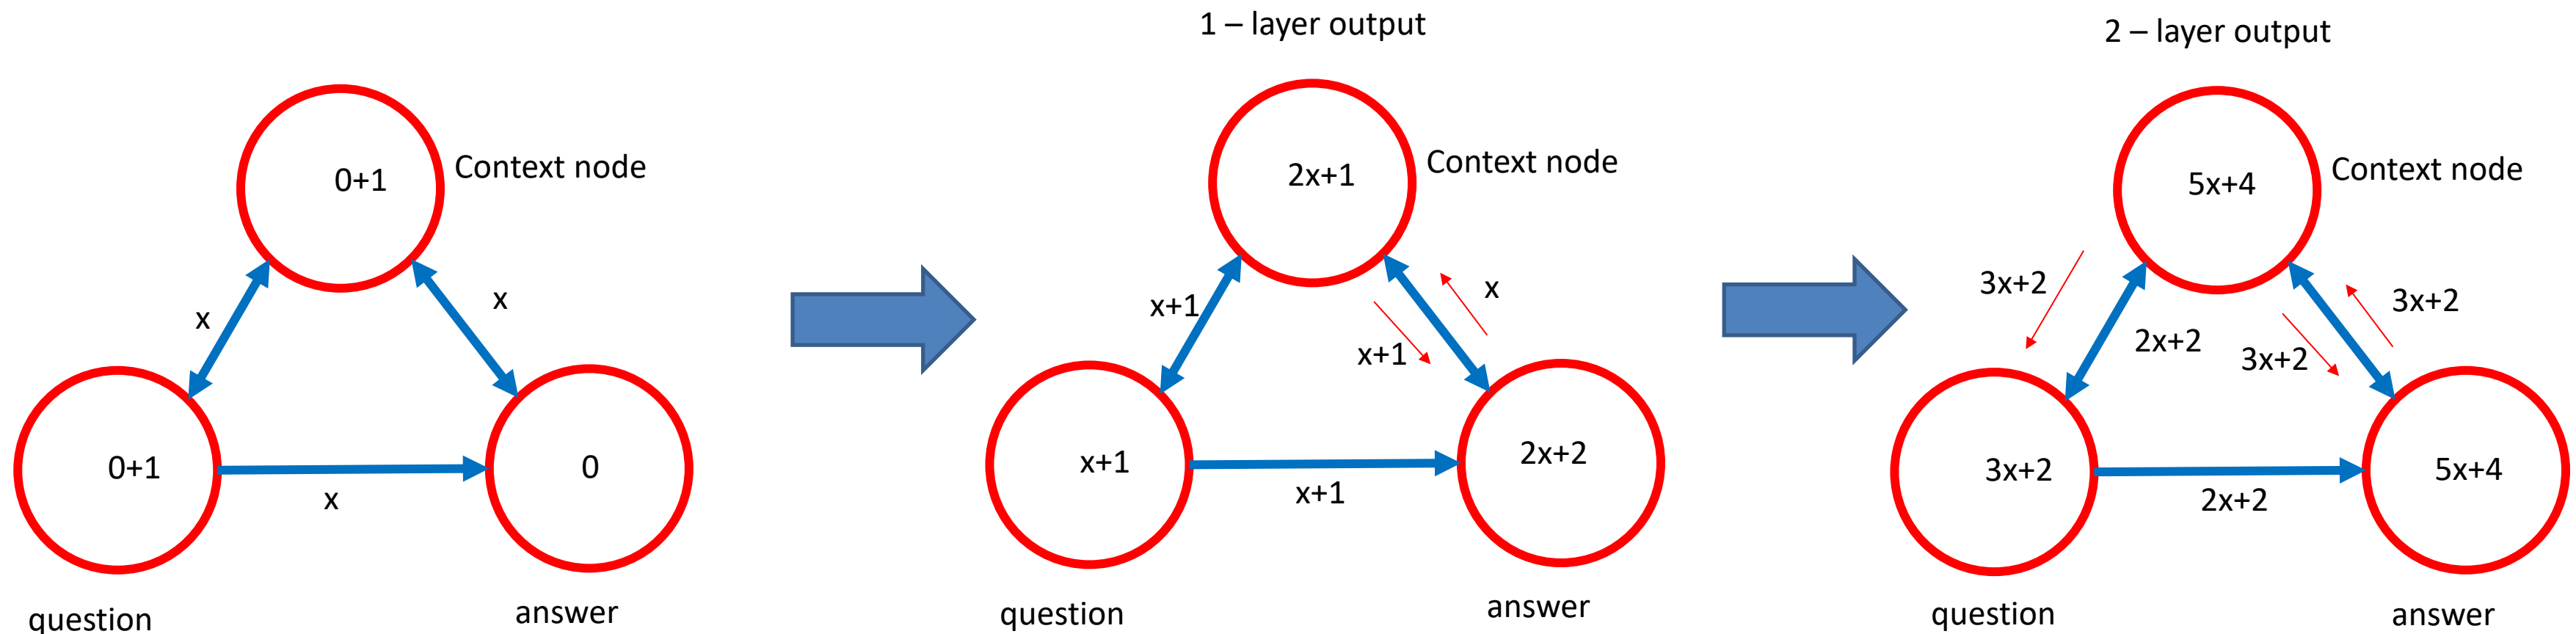 0+1
Context node
x
x
0+1
x
0
question
answer
1 – layer output
2x+1
Context node
x+1
x
x+1
x+1
x+1
2x+2
question
answer
2 – layer output
5x+4
Context node
3x+2
2x+2
3x+2
3x+2
3x+2
2x+2
5x+4
question
answer